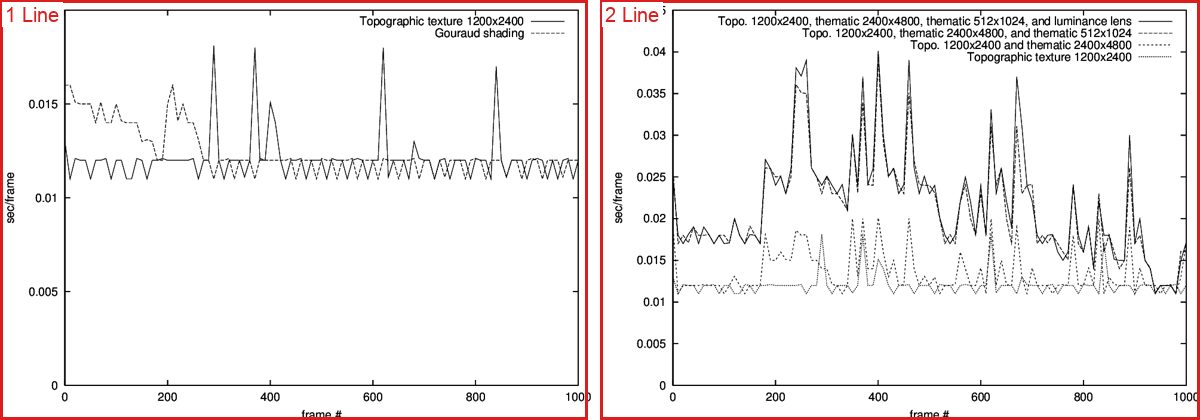 1 Line
Topographic texture 1200x2400
Gouraud shading
0.015
0.01
0.005
0
sec/frame
0 200 400 600 800 1000
frame #
2 Line
Topo. 1200x2400, thematic 2400x4800, thematic 512x1024, and luminance lens
Topo. 1200x2400, thematic 2400x4800, and thematic 512x1024
Topo. 1200x2400 and thematic 2400x4800
Topographic texture 1200x2400
5
0.04
0.035
0.03
0.025
0.02
0.015
0.01
0.005
0
sec/frame
0 200 400 600 800 1000
frame #